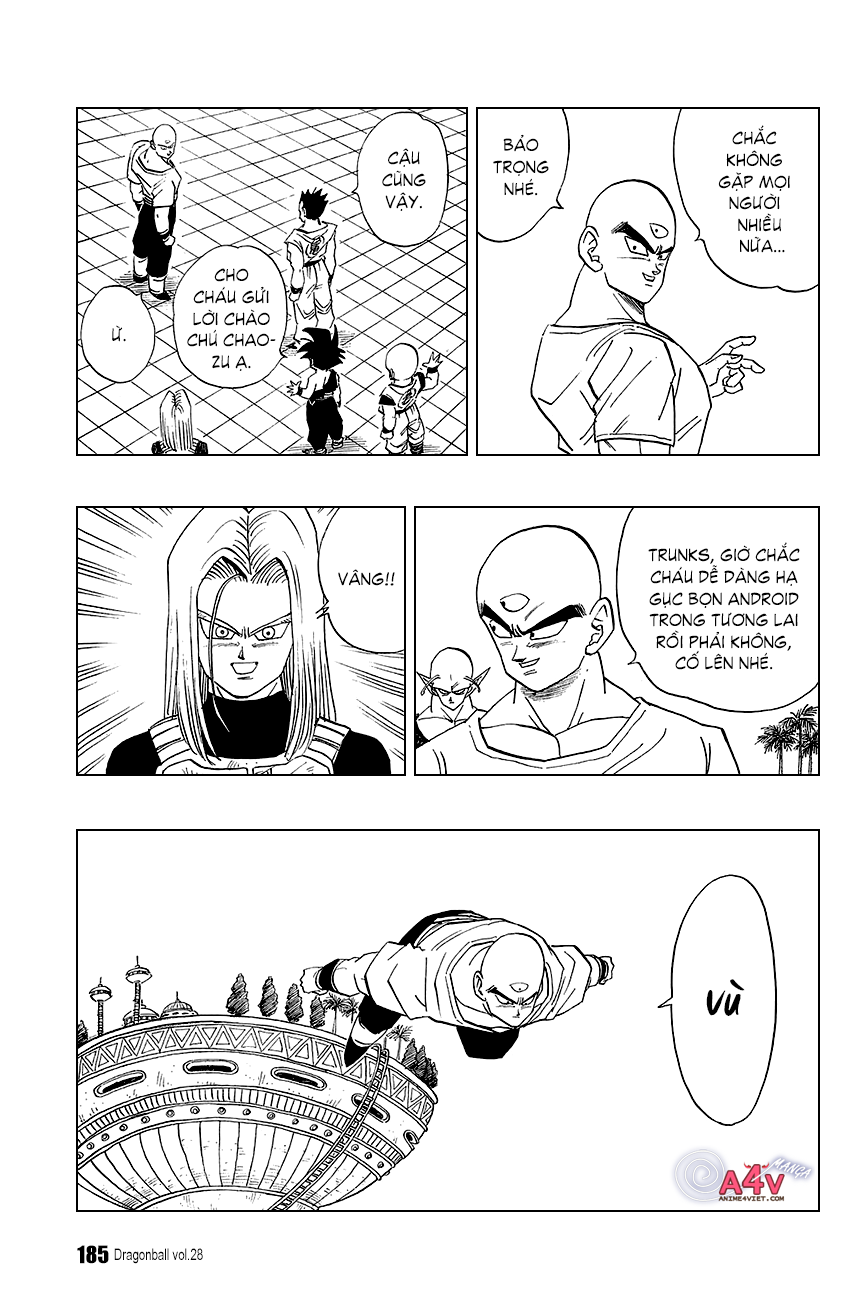 CHẮC
KHÔNG
GẶP MỌI
NGƯỜI
NHIỀU
NỮA...
BẢO
TRỌNG
NHÉ.
CẬU
CŨNG
VẬY.
CHO
CHÁU GỬI
LỜI CHÀO
CHÚ CHAO-
ZU Ạ.
Ừ.
TRUNKS, GIỜ CHẮC
CHÁU DỄ DÀNG HẠ
GỤC BỌN ANDROID
TRONG TƯƠNG LAI
RỒI PHẢI KHÔNG,
CỐ LÊN NHÉ.
VÂNG!!
VÙ
A4V MANGA
ANIME4VIET.COM
185 Dragonball vol.28